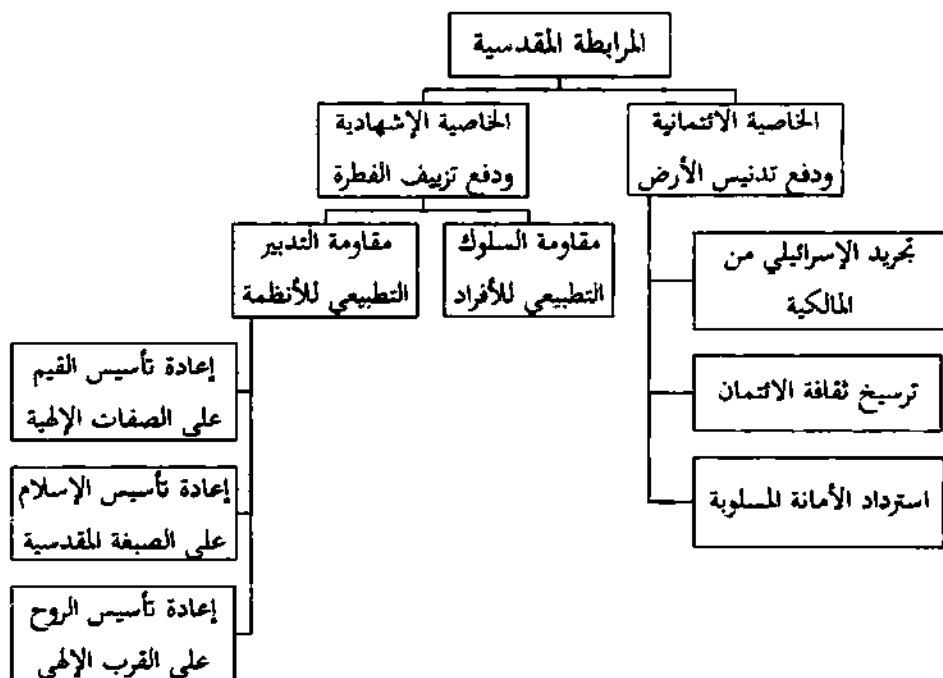 المرابطة المقدسية
الخاصية الائتمانية
ودفع تدنيس الأرض
الخاصية الإشهادية
ودفع تزييف الفطرة
تجريد الإسرائيلي من
المالكية
ترسيخ ثقافة الائتمان
استرداد الأمانة المسلوبة
مقاومة السلوك
التطبيعي للأفراد
مقاومة التدبير
التطبيعي للأنظمة
إعادة تأسيس القيم
على الصفات الإلهية
إعادة تأسيس الإسلام
على الصبغة المقدسية
إعادة تأسيس الروح
على القرب الإلهي